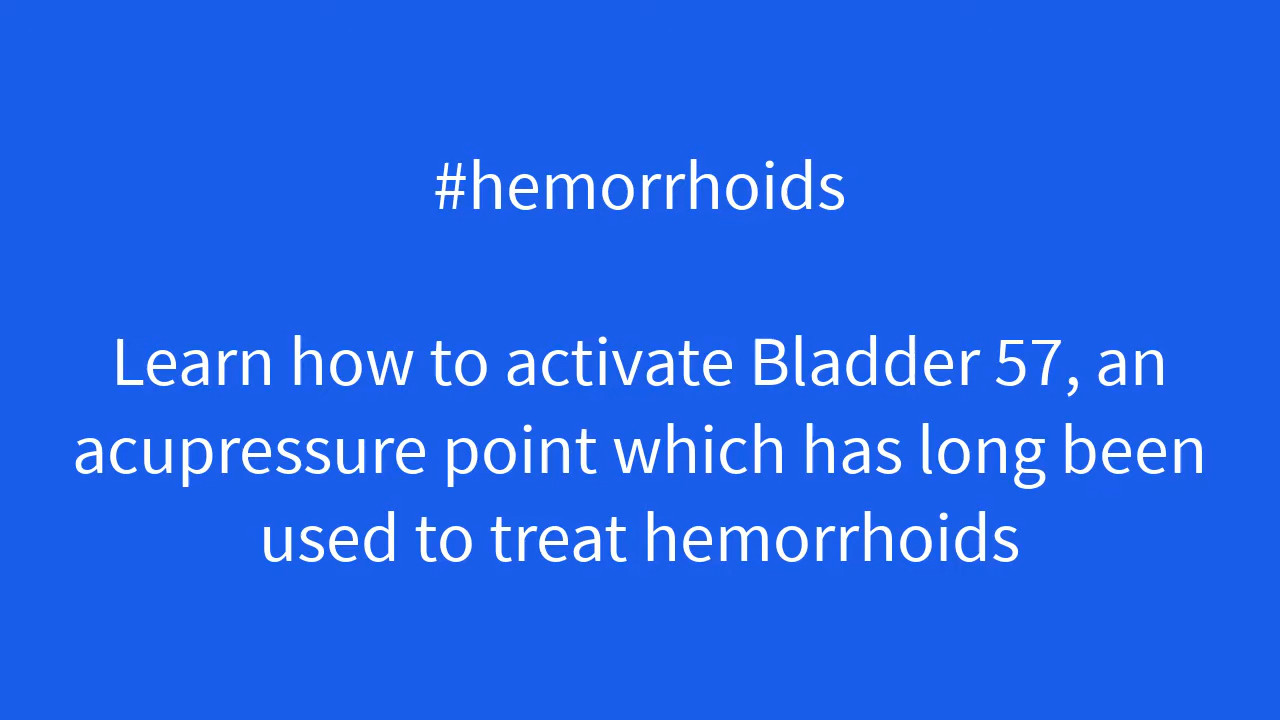 #hemorrhoids
Learn how to activate Bladder 57, an
acupressure point which has long been
used to treat hemorrhoids